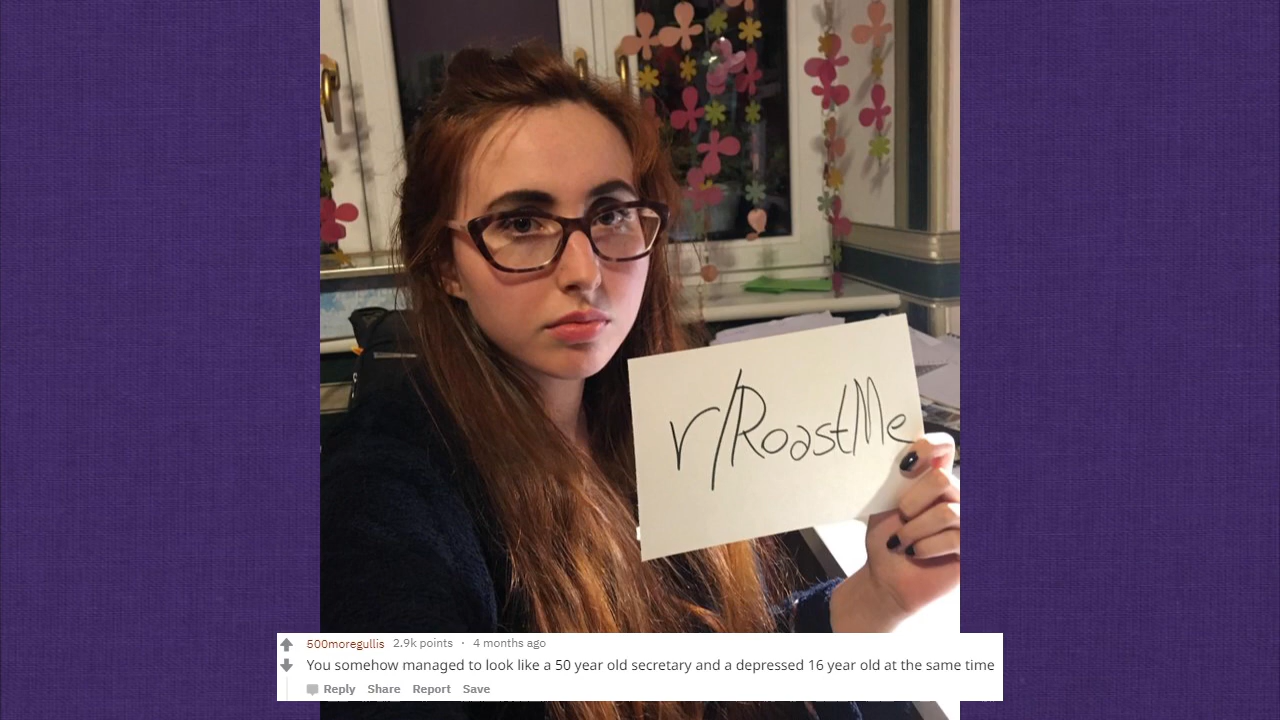 r/RoastMe
500moregullis 2.9k points · 4 months ago
You somehow managed to look like a 50 year old secretary and a depressed 16 year old at the same time
Reply Share Report Save